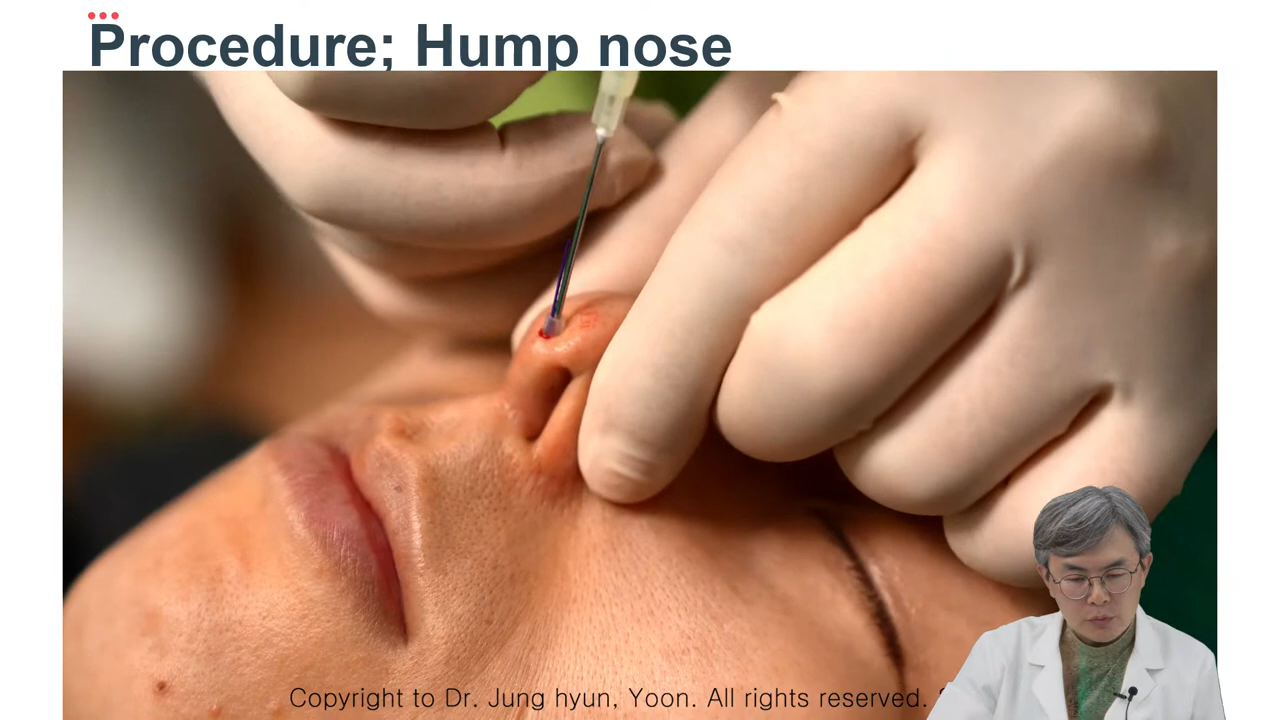 Procedure; Hump nose
Copyright to Dr. Jung hyun, Yoon. All rights reserved.